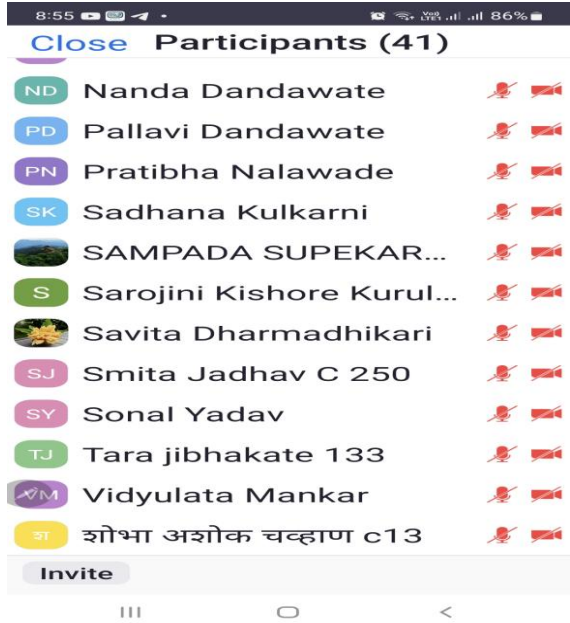 8:55 86%
Close Participants (41)
ND Nanda Dandawate
PD Pallavi Dandawate
PN Pratibha Nalawade
SK Sadhana Kulkarni
SAMPADA SUPEKAR...
S Sarojini Kishore Kurul...
Savita Dharmadhikari
SJ Smita Jadhav C 250
SY Sonal Yadav
TJ Tara jibhakate 133
VM Vidyulata Mankar
श शोभा अशोक चव्हाण c13
Invite